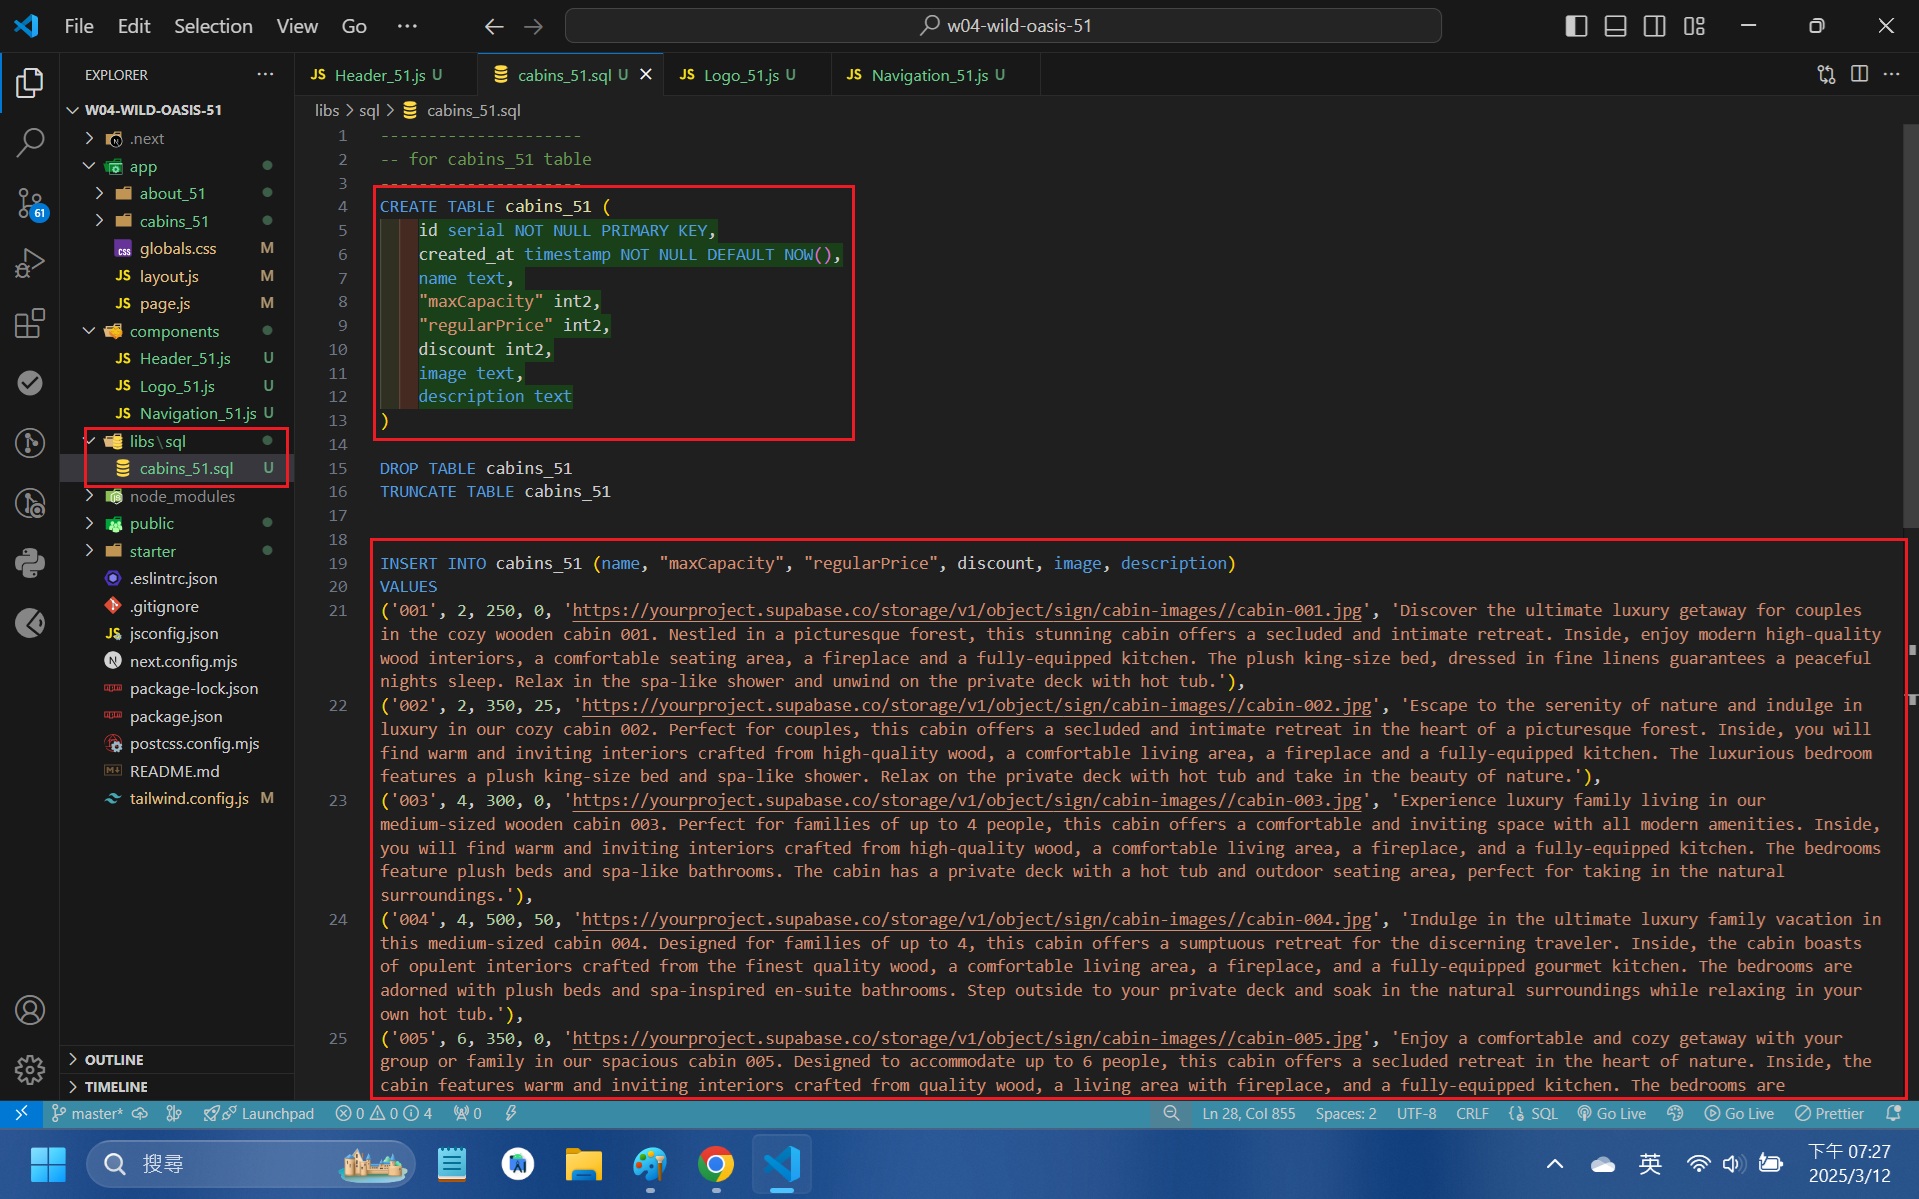 File Edit Selection View Go ··· w04-wild-oasis-51
EXPLORER ···
W04-WILD-OASIS-51
.next
app
about_51
cabins_51
globals.css M
layout.js M
page.js M
components
Header_51.js U
Logo_51.js U
Navigation_51.js U
libs\sql
cabins_51.sql U
node_modules
public
starter
.eslintrc.json
.gitignore
jsconfig.json
next.config.mjs
package-lock.json
package.json
postcss.config.mjs
README.md
tailwind.config.js M
OUTLINE
TIMELINE
61
JS Header_51.js U cabins_51.sql U JS Logo_51.js U JS Navigation_51.js U
libs > sql > cabins_51.sql
1 ---------------------
2 -- for cabins_51 table
3 ---------------------
4 CREATE TABLE cabins_51 (
5 id serial NOT NULL PRIMARY KEY,
6 created_at timestamp NOT NULL DEFAULT NOW(),
7 name text,
8 "maxCapacity" int2,
9 "regularPrice" int2,
10 discount int2,
11 image text,
12 description text
13 )
14
15 DROP TABLE cabins_51
16 TRUNCATE TABLE cabins_51
17
18
19 INSERT INTO cabins_51 (name, "maxCapacity", "regularPrice", discount, image, description)
20 VALUES
21 ('001', 2, 250, 0, 'https://yourproject.supabase.co/storage/v1/object/sign/cabin-images//cabin-001.jpg', 'Discover the ultimate luxury getaway for couples
in the cozy wooden cabin 001. Nestled in a picturesque forest, this stunning cabin offers a secluded and intimate retreat. Inside, enjoy modern high-quality
wood interiors, a comfortable seating area, a fireplace and a fully-equipped kitchen. The plush king-size bed, dressed in fine linens guarantees a peaceful
nights sleep. Relax in the spa-like shower and unwind on the private deck with hot tub.'),
22 ('002', 2, 350, 25, 'https://yourproject.supabase.co/storage/v1/object/sign/cabin-images//cabin-002.jpg', 'Escape to the serenity of nature and indulge in
luxury in our cozy cabin 002. Perfect for couples, this cabin offers a secluded and intimate retreat in the heart of a picturesque forest. Inside, you will
find warm and inviting interiors crafted from high-quality wood, a comfortable living area, a fireplace and a fully-equipped kitchen. The luxurious bedroom
features a plush king-size bed and spa-like shower. Relax on the private deck with hot tub and take in the beauty of nature.'),
23 ('003', 4, 300, 0, 'https://yourproject.supabase.co/storage/v1/object/sign/cabin-images//cabin-003.jpg', 'Experience luxury family living in our
medium-sized wooden cabin 003. Perfect for families of up to 4 people, this cabin offers a comfortable and inviting space with all modern amenities. Inside,
you will find warm and inviting interiors crafted from high-quality wood, a comfortable living area, a fireplace, and a fully-equipped kitchen. The bedrooms
feature plush beds and spa-like bathrooms. The cabin has a private deck with a hot tub and outdoor seating area, perfect for taking in the natural
surroundings.'),
24 ('004', 4, 500, 50, 'https://yourproject.supabase.co/storage/v1/object/sign/cabin-images//cabin-004.jpg', 'Indulge in the ultimate luxury family vacation in
this medium-sized cabin 004. Designed for families of up to 4, this cabin offers a sumptuous retreat for the discerning traveler. Inside, the cabin boasts
of opulent interiors crafted from the finest quality wood, a comfortable living area, a fireplace, and a fully-equipped gourmet kitchen. The bedrooms are
adorned with plush beds and spa-inspired en-suite bathrooms. Step outside to your private deck and soak in the natural surroundings while relaxing in your
own hot tub.'),
25 ('005', 6, 350, 0, 'https://yourproject.supabase.co/storage/v1/object/sign/cabin-images//cabin-005.jpg', 'Enjoy a comfortable and cozy getaway with your
group or family in our spacious cabin 005. Designed to accommodate up to 6 people, this cabin offers a secluded retreat in the heart of nature. Inside, the
cabin features warm and inviting interiors crafted from quality wood, a living area with fireplace, and a fully-equipped kitchen. The bedrooms are
master* Launchpad 0 0 4 0 Ln 28, Col 855 Spaces: 2 UTF-8 CRLF SQL Go Live Go Live Prettier
搜尋
英
下午 07:27
2025/3/12